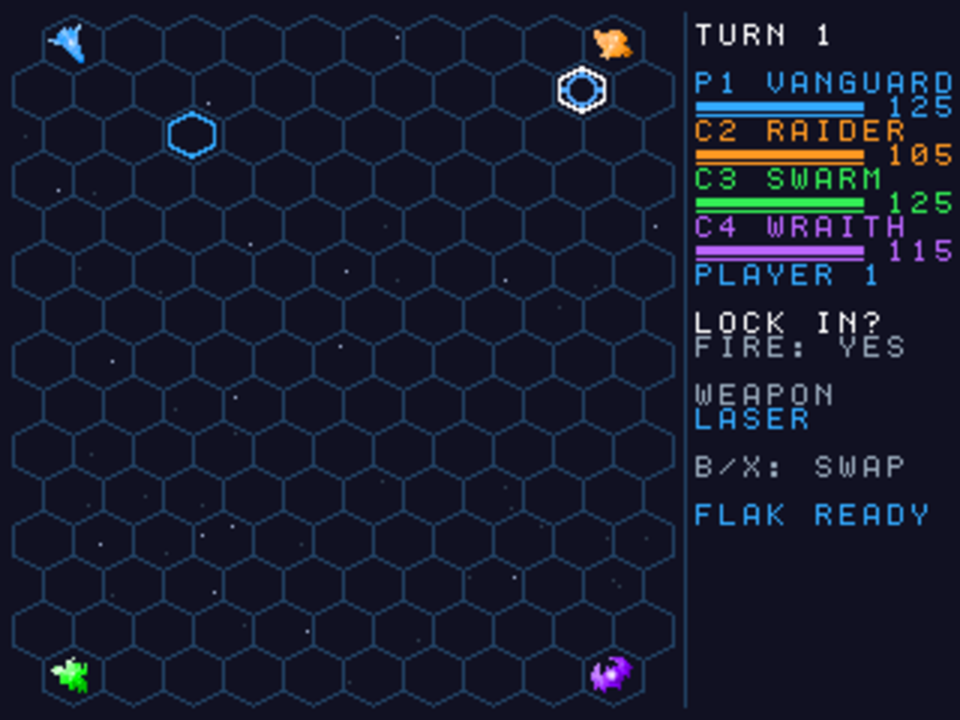 TURN 1
P1 VANGUARD
125
C2 RAIDER
105
C3 SWARM
125
C4 WRAITH
115
PLAYER 1
LOCK IN?
FIRE: YES
WEAPON
LASER
B/X: SWAP
FLAK READY